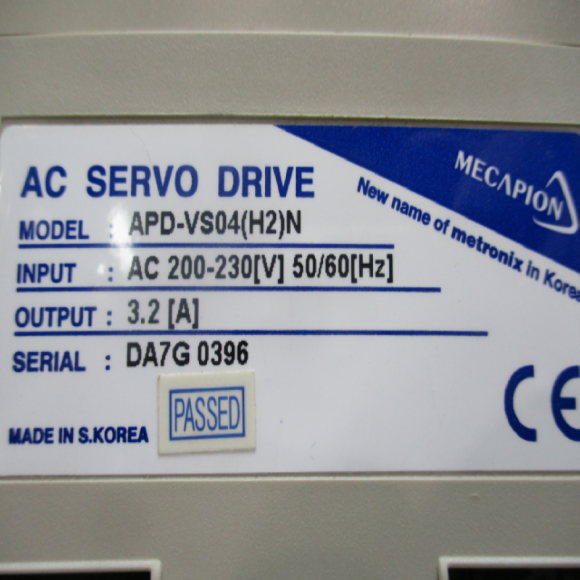 MECAPION
New name of metronix in Korea
AC SERVO DRIVE
MODEL : APD-VS04(H2)N
INPUT : AC 200-230[V] 50/60[Hz]
OUTPUT : 3.2 [A]
SERIAL : DA7G 0396
PASSED
MADE IN S.KOREA
CE